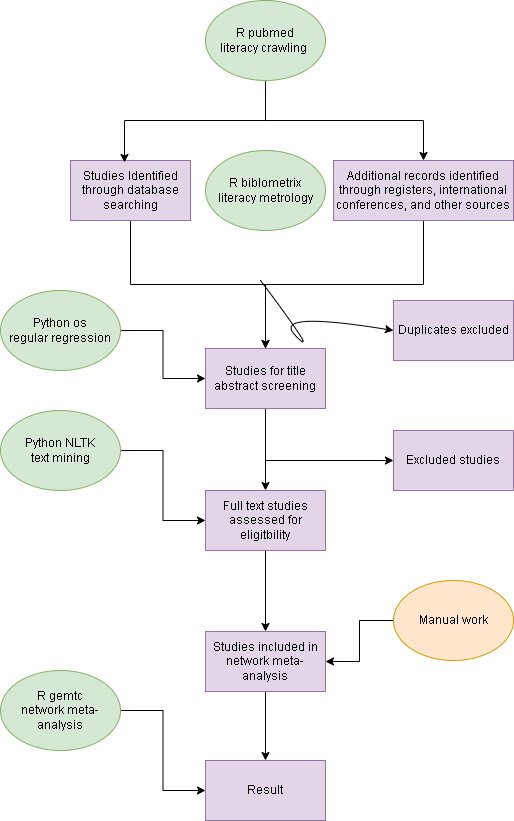 R pubmed
literacy crawling
Studies Identified
through database
searching
R biblometrix
literacy metrology
Additional records identified
through registers, international
conferences, and other sources
Python os
regular regression
Duplicates excluded
Studies for title
abstract screening
Python NLTK
text mining
Excluded studies
Full text studies
assessed for
eligitbility
Manual work
Studies included in
network meta-
analysis
R gemtc
network meta-
analysis
Result